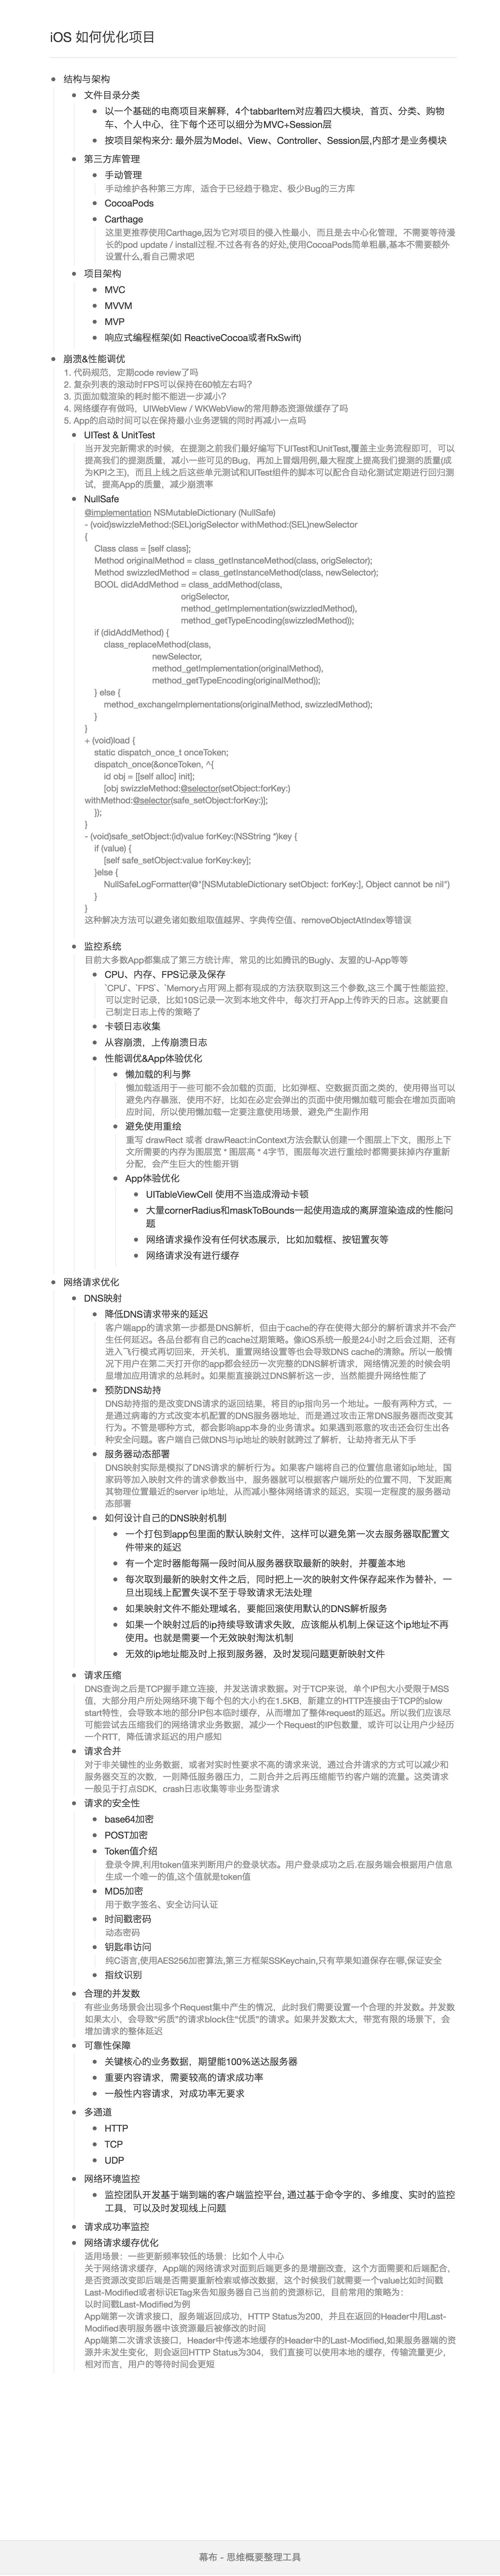 iOS 如何优化项目
结构与架构
文件目录分类
以一个基础的电商项目来解释，4个tabbarItem对应着四大模块，首页、分类、购物
车、个人中心，往下每个还可以细分为MVC+Session层
按项目架构来分: 最外层为Model、View、Controller、Session层,内部才是业务模块
第三方库管理
手动管理
手动维护各种第三方库，适合于已经趋于稳定、极少Bug的三方库
CocoaPods
Carthage
这里更推荐使用Carthage,因为它对项目的侵入性最小，而且是去中心化管理，不需要等待漫
长的pod update / install过程.不过各有各的好处,使用CocoaPods简单粗暴,基本不需要额外
设置什么,看自己需求吧
项目架构
MVC
MVVM
MVP
响应式编程框架(如 ReactiveCocoa或者RxSwift)
崩溃&性能调优
1. 代码规范，定期code review了吗
2. 复杂列表的滚动时FPS可以保持在60帧左右吗?
3. 页面加载渲染的耗时能不能进一步减小?
4. 网络缓存有做吗，UIWebView / WKWebView的常用静态资源做缓存了吗
5. App的启动时间可以在保持最小业务逻辑的同时再减小一点吗
UITest & UnitTest
当开发完新需求的时候，在提测之前我们最好编写下UITest和UnitTest,覆盖主业务流程即可，可以
提高我们的提测质量，减小一些可见的Bug，再加上冒烟用例,最大程度上提高我们提测的质量(成
为KPI之王)，而且上线之后这些单元测试和UITest组件的脚本可以配合自动化测试定期进行回归测
试，提高App的质量，减少崩溃率
NullSafe
@implementation NSMutableDictionary (NullSafe)
- (void)swizzleMethod:(SEL)origSelector withMethod:(SEL)newSelector
{
Class class = [self class];
Method originalMethod = class_getInstanceMethod(class, origSelector);
Method swizzledMethod = class_getInstanceMethod(class, newSelector);
BOOL didAddMethod = class_addMethod(class,
origSelector,
method_getImplementation(swizzledMethod),
method_getTypeEncoding(swizzledMethod));
if (didAddMethod) {
class_replaceMethod(class,
newSelector,
method_getImplementation(originalMethod),
method_getTypeEncoding(originalMethod));
} else {
method_exchangeImplementations(originalMethod, swizzledMethod);
}
}
+ (void)load {
static dispatch_once_t onceToken;
dispatch_once(&onceToken, ^{
id obj = [[self alloc] init];
[obj swizzleMethod:@selector(setObject:forKey:)
withMethod:@selector(safe_setObject:forKey:)];
});
}
- (void)safe_setObject:(id)value forKey:(NSString *)key {
if (value) {
[self safe_setObject:value forKey:key];
}else {
NullSafeLogFormatter(@"[NSMutableDictionary setObject: forKey:], Object cannot be nil")
}
}
这种解决方法可以避免诸如数组取值越界、字典传空值、removeObjectAtIndex等错误
监控系统
目前大多数App都集成了第三方统计库，常见的比如腾讯的Bugly、友盟的U-App等等
CPU、内存、FPS记录及保存
`CPU`、`FPS`、`Memory占用`网上都有现成的方法获取到这三个参数,这三个属于性能监控，
可以定时记录，比如10S记录一次到本地文件中，每次打开App上传昨天的日志。这就要自
己制定日志上传的策略了
卡顿日志收集
从容崩溃，上传崩溃日志
性能调优&App体验优化
懒加载的利与弊
懒加载适用于一些可能不会加载的页面，比如弹框、空数据页面之类的，使用得当可以
避免内存暴涨，使用不好，比如在必定会弹出的页面中使用懒加载可能会在增加页面响
应时间，所以使用懒加载一定要注意使用场景，避免产生副作用
避免使用重绘
重写 drawRect 或者 drawReact:inContext方法会默认创建一个图层上下文，图形上下
文所需要的内存为图层宽 * 图层高 * 4字节，图层每次进行重绘时都需要抹掉内存重新
分配，会产生巨大的性能开销
App体验优化
UITableViewCell 使用不当造成滑动卡顿
大量cornerRadius和maskToBounds一起使用造成的离屏渲染造成的性能问
题
网络请求操作没有任何状态展示，比如加载框、按钮置灰等
网络请求没有进行缓存
网络请求优化
DNS映射
降低DNS请求带来的延迟
客户端app的请求第一步都是DNS解析，但由于cache的存在使得大部分的解析请求并不会产
生任何延迟。各品台都有自己的cache过期策略。像iOS系统一般是24小时之后会过期，还有
进入飞行模式再切回来，开关机，重置网络设置等也会导致DNS cache的清除。所以一般情
况下用户在第二天打开你的app都会经历一次完整的DNS解析请求，网络情况差的时候会明
显增加应用请求的总耗时。如果能直接跳过DNS解析这一步，当然能提升网络性能了
预防DNS劫持
DNS劫持指的是改变DNS请求的返回结果，将目的ip指向另一个地址。一般有两种方式，一
是通过病毒的方式改变本机配置的DNS服务器地址，而是通过攻击正常DNS服务器而改变其
行为。不管是哪种方式，都会影响app本身的业务请求。如果遇到恶意的攻击还会衍生出各
种安全问题。客户端自己做DNS与ip地址的映射就跨过了解析，让劫持者无从下手
服务器动态部署
DNS映射实际是模拟了DNS请求的解析行为。如果客户端将自己的位置信息诸如ip地址，国
家码等加入映射文件的请求参数当中，服务器就可以根据客户端所处的位置不同，下发距离
其物理位置最近的server ip地址，从而减小整体网络请求的延迟，实现一定程度的服务器动
态部署
如何设计自己的DNS映射机制
一个打包到app包里面的默认映射文件，这样可以避免第一次去服务器取配置文
件带来的延迟
有一个定时器能每隔一段时间从服务器获取最新的映射，并覆盖本地
每次取到最新的映射文件之后，同时把上一次的映射文件保存起来作为替补，一
旦出现线上配置失误不至于导致请求无法处理
如果映射文件不能处理域名，要能回滚使用默认的DNS解析服务
如果一个映射过后的ip持续导致请求失败，应该能从机制上保证这个ip地址不再
使用。也就是需要一个无效映射淘汰机制
无效的ip地址能及时上报到服务器，及时发现问题更新映射文件
请求压缩
DNS查询之后是TCP握手建立连接，并发送请求数据。对于TCP来说，单个IP包大小受限于MSS
值，大部分用户所处网络环境下每个包的大小约在1.5KB，新建立的HTTP连接由于TCP的slow
start特性，会导致本地的部分IP包本临时缓存，从而增加了整体request的延迟。所以我们应该尽
可能尝试去压缩我们的网络请求业务数据，减少一个Request的IP包数量，或许可以让用户少经历
一个RTT，降低请求延迟的用户感知
请求合并
对于非关键性的业务数据，或者对实时性要求不高的请求来说，通过合并请求的方式可以减少和
服务器交互的次数，一则降低服务器压力，二则合并之后再压缩能节约客户端的流量。这类请求
一般见于打点SDK，crash日志收集等非业务型请求
请求的安全性
base64加密
POST加密
Token值介绍
登录令牌,利用token值来判断用户的登录状态。用户登录成功之后.在服务端会根据用户信息
生成一个唯一的值,这个值就是token值
MD5加密
用于数字签名、安全访问认证
时间戳密码
动态密码
钥匙串访问
纯C语言,使用AES256加密算法,第三方框架SSKeychain,只有苹果知道保存在哪,保证安全
指纹识别
合理的并发数
有些业务场景会出现多个Request集中产生的情况，此时我们需要设置一个合理的并发数。并发数
如果太小，会导致“劣质”的请求block住“优质”的请求。如果并发数太大，带宽有限的场景下，会
增加请求的整体延迟
可靠性保障
关键核心的业务数据，期望能100%送达服务器
重要内容请求，需要较高的请求成功率
一般性内容请求，对成功率无要求
多通道
HTTP
TCP
UDP
网络环境监控
监控团队开发基于端到端的客户端监控平台, 通过基于命令字的、多维度、实时的监控
工具，可以及时发现线上问题
请求成功率监控
网络请求缓存优化
适用场景：一些更新频率较低的场景：比如个人中心
关于网络请求缓存，App端的网络请求对面到后端更多的是增删改查，这个方面需要和后端配合，
是否资源改变即后端是否需要重新检索或修改数据，这个时候我们就需要一个value比如时间戳
Last-Modified或者标识ETag来告知服务器自己当前的资源标记，目前常用的策略为：
以时间戳Last-Modified为例
App端第一次请求接口，服务端返回成功，HTTP Status为200，并且在返回的Header中用Last-
Modified表明服务器中该资源最后被修改的时间
App端第二次请求该接口，Header中传递本地缓存的Header中的Last-Modified,如果服务器端的资
源并未发生变化，则会返回HTTP Status为304，我们直接可以使用本地的缓存，传输流量更少，
相对而言，用户的等待时间会更短
幕布 - 思维概要整理工具